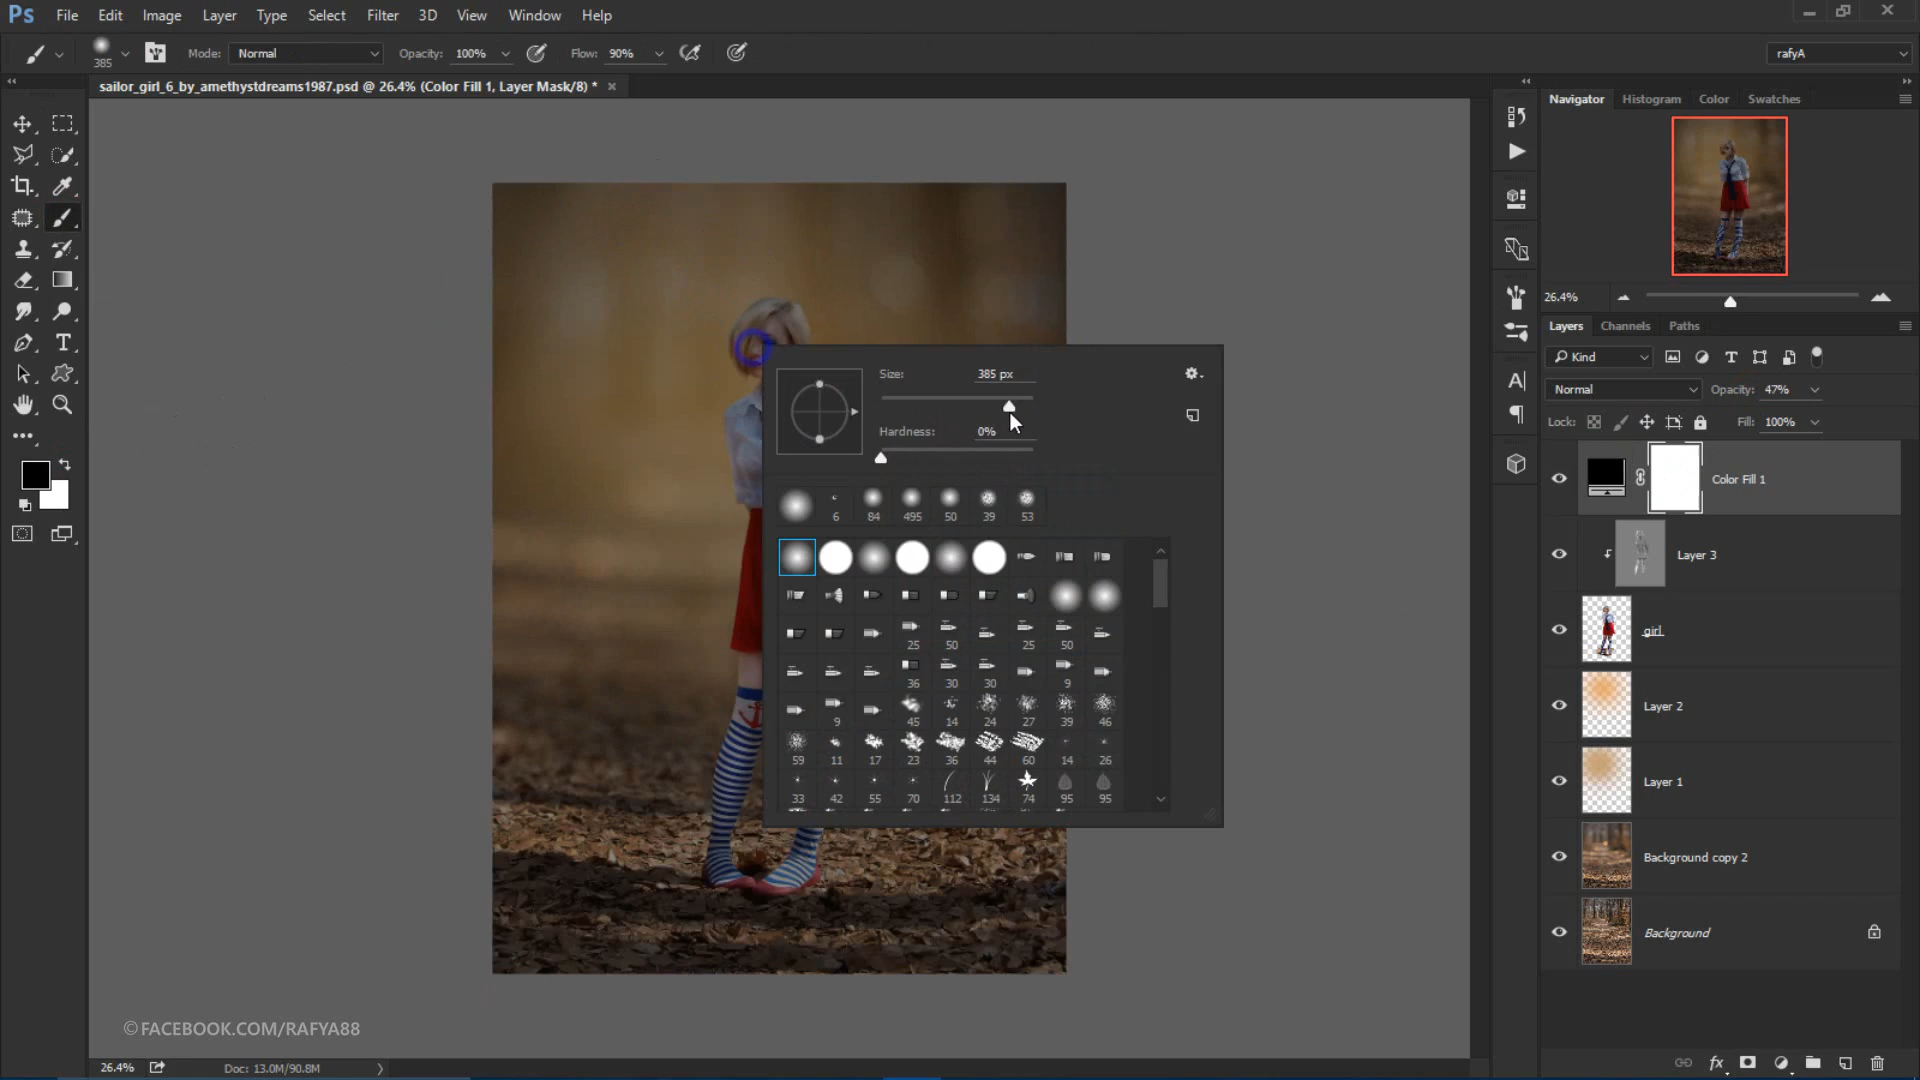 Ps File Edit Image Layer Type Select Filter 3D View Window Help
385 Mode: Normal Opacity: 100% Flow: 90% rafyA
sailor_girl_6_by_amethystdreams1987.psd @ 26.4% (Color Fill 1, Layer Mask/8) *
Navigator Histogram Color Swatches
26.4%
Layers Channels Paths
Kind
Normal Opacity: 47%
Lock: Fill: 100%
Color Fill 1
Layer 3
girl
Layer 2
Layer 1
Background copy 2
Background
Size: 385 px
Hardness: 0%
6 84 495 50 39 53
25 50 25 50
36 30 30 9
9 45 14 24 27 39 46
59 11 17 23 36 44 60 14 26
33 42 55 70 112 134 74 95 95
©FACEBOOK.COM/RAFYA88
26.4% Doc: 13.0M/90.8M
fx